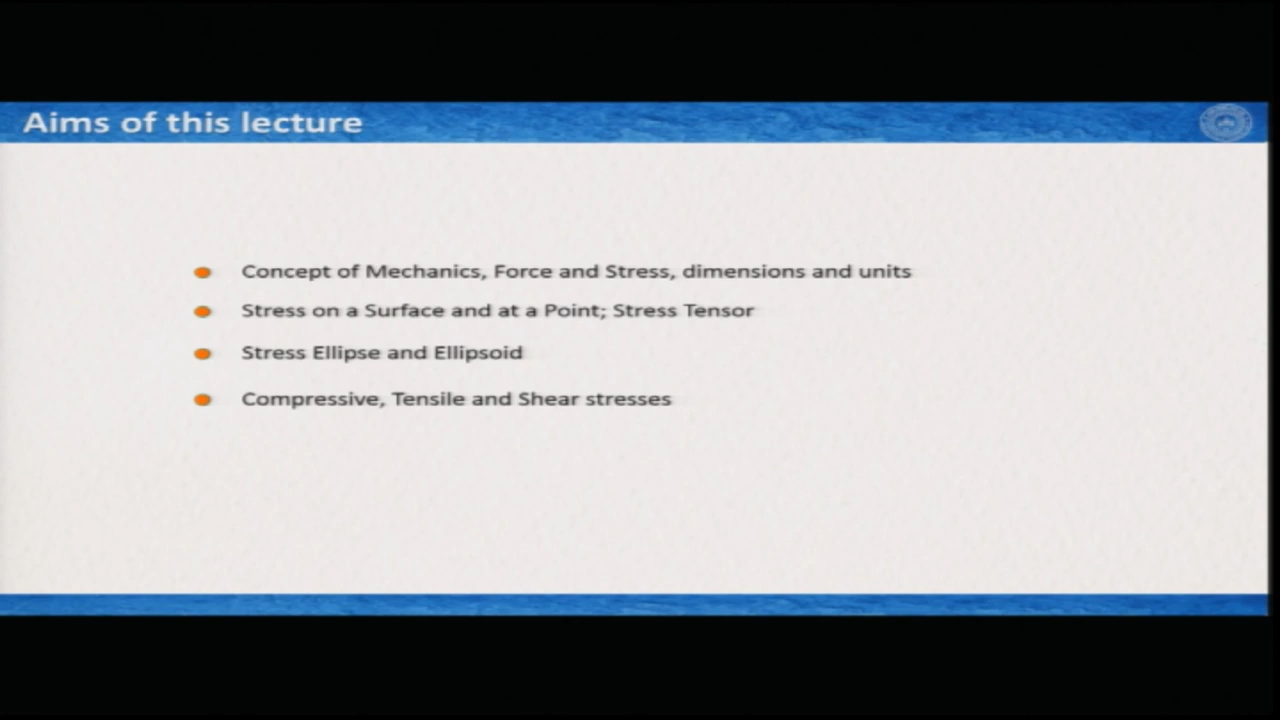 Aims of this lecture
Concept of Mechanics, Force and Stress, dimensions and units
Stress on a Surface and at a Point; Stress Tensor
Stress Ellipse and Ellipsoid
Compressive, Tensile and Shear stresses